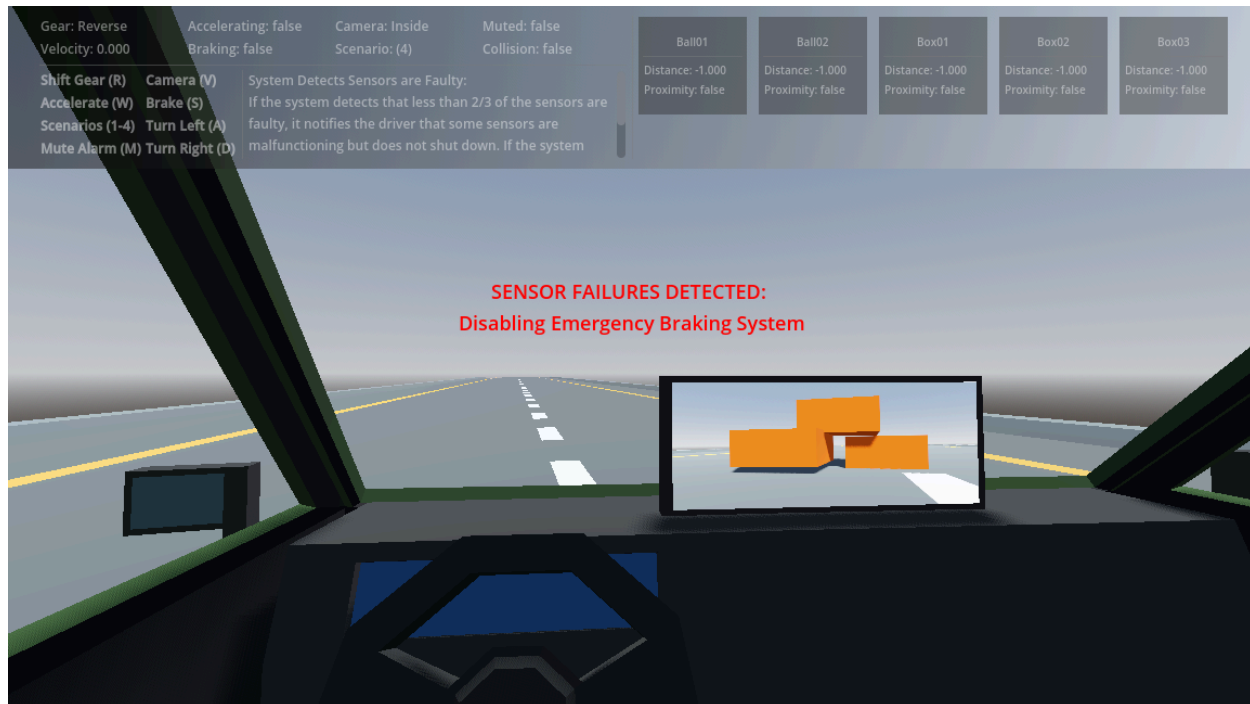 Gear: Reverse
Accelerating: false
Camera: Inside
Muted: false
Velocity: 0.000
Braking: false
Scenario: (4)
Collision: false
Shift Gear (R) Camera (V)
Accelerate (W) Brake (S)
Scenarios (1-4) Turn Left (A)
Mute Alarm (M) Turn Right (D)
System Detects Sensors are Faulty:
If the system detects that less than 2/3 of the sensors are
faulty, it notifies the driver that some sensors are
malfunctioning but does not shut down. If the system
Ball01
Distance: -1.000
Proximity: false
Ball02
Distance: -1.000
Proximity: false
Box01
Distance: -1.000
Proximity: false
Box02
Distance: -1.000
Proximity: false
Box03
Distance: -1.000
Proximity: false
SENSOR FAILURES DETECTED:
Disabling Emergency Braking System